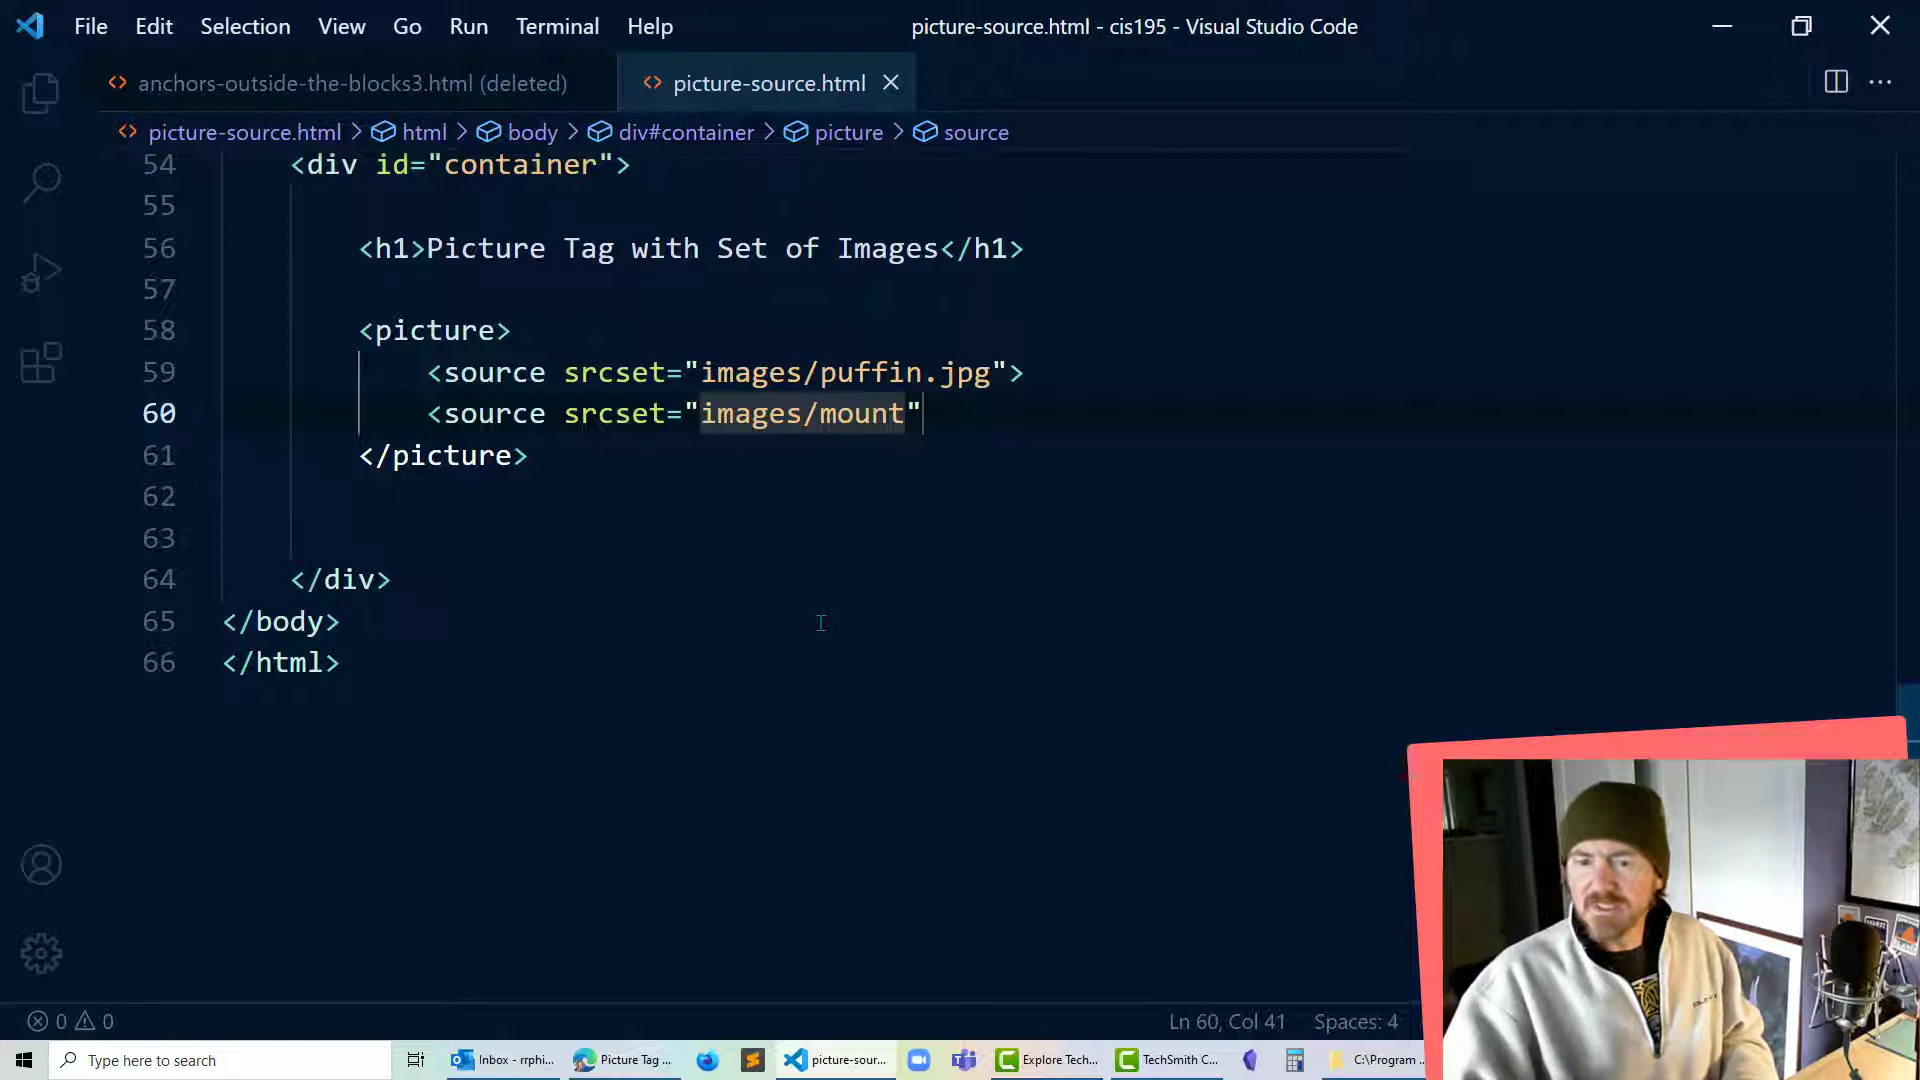 File Edit Selection View Go Run Terminal Help picture-source.html - cis195 - Visual Studio Code
anchors-outside-the-blocks3.html (deleted) picture-source.html
picture-source.html > html > body > div#container > picture > source
54 <div id="container">
55
56 <h1>Picture Tag with Set of Images</h1>
57
58 <picture>
59 <source srcset="images/puffin.jpg">
60 <source srcset="images/mount"
61 </picture>
62
63
64 </div>
65 </body>
66 </html>
0 0 Ln 60, Col 41 Spaces: 4
Type here to search Inbox - rrphi... Picture Tag ... picture-sour... Explore Tech... TechSmith C... C:\Program ...